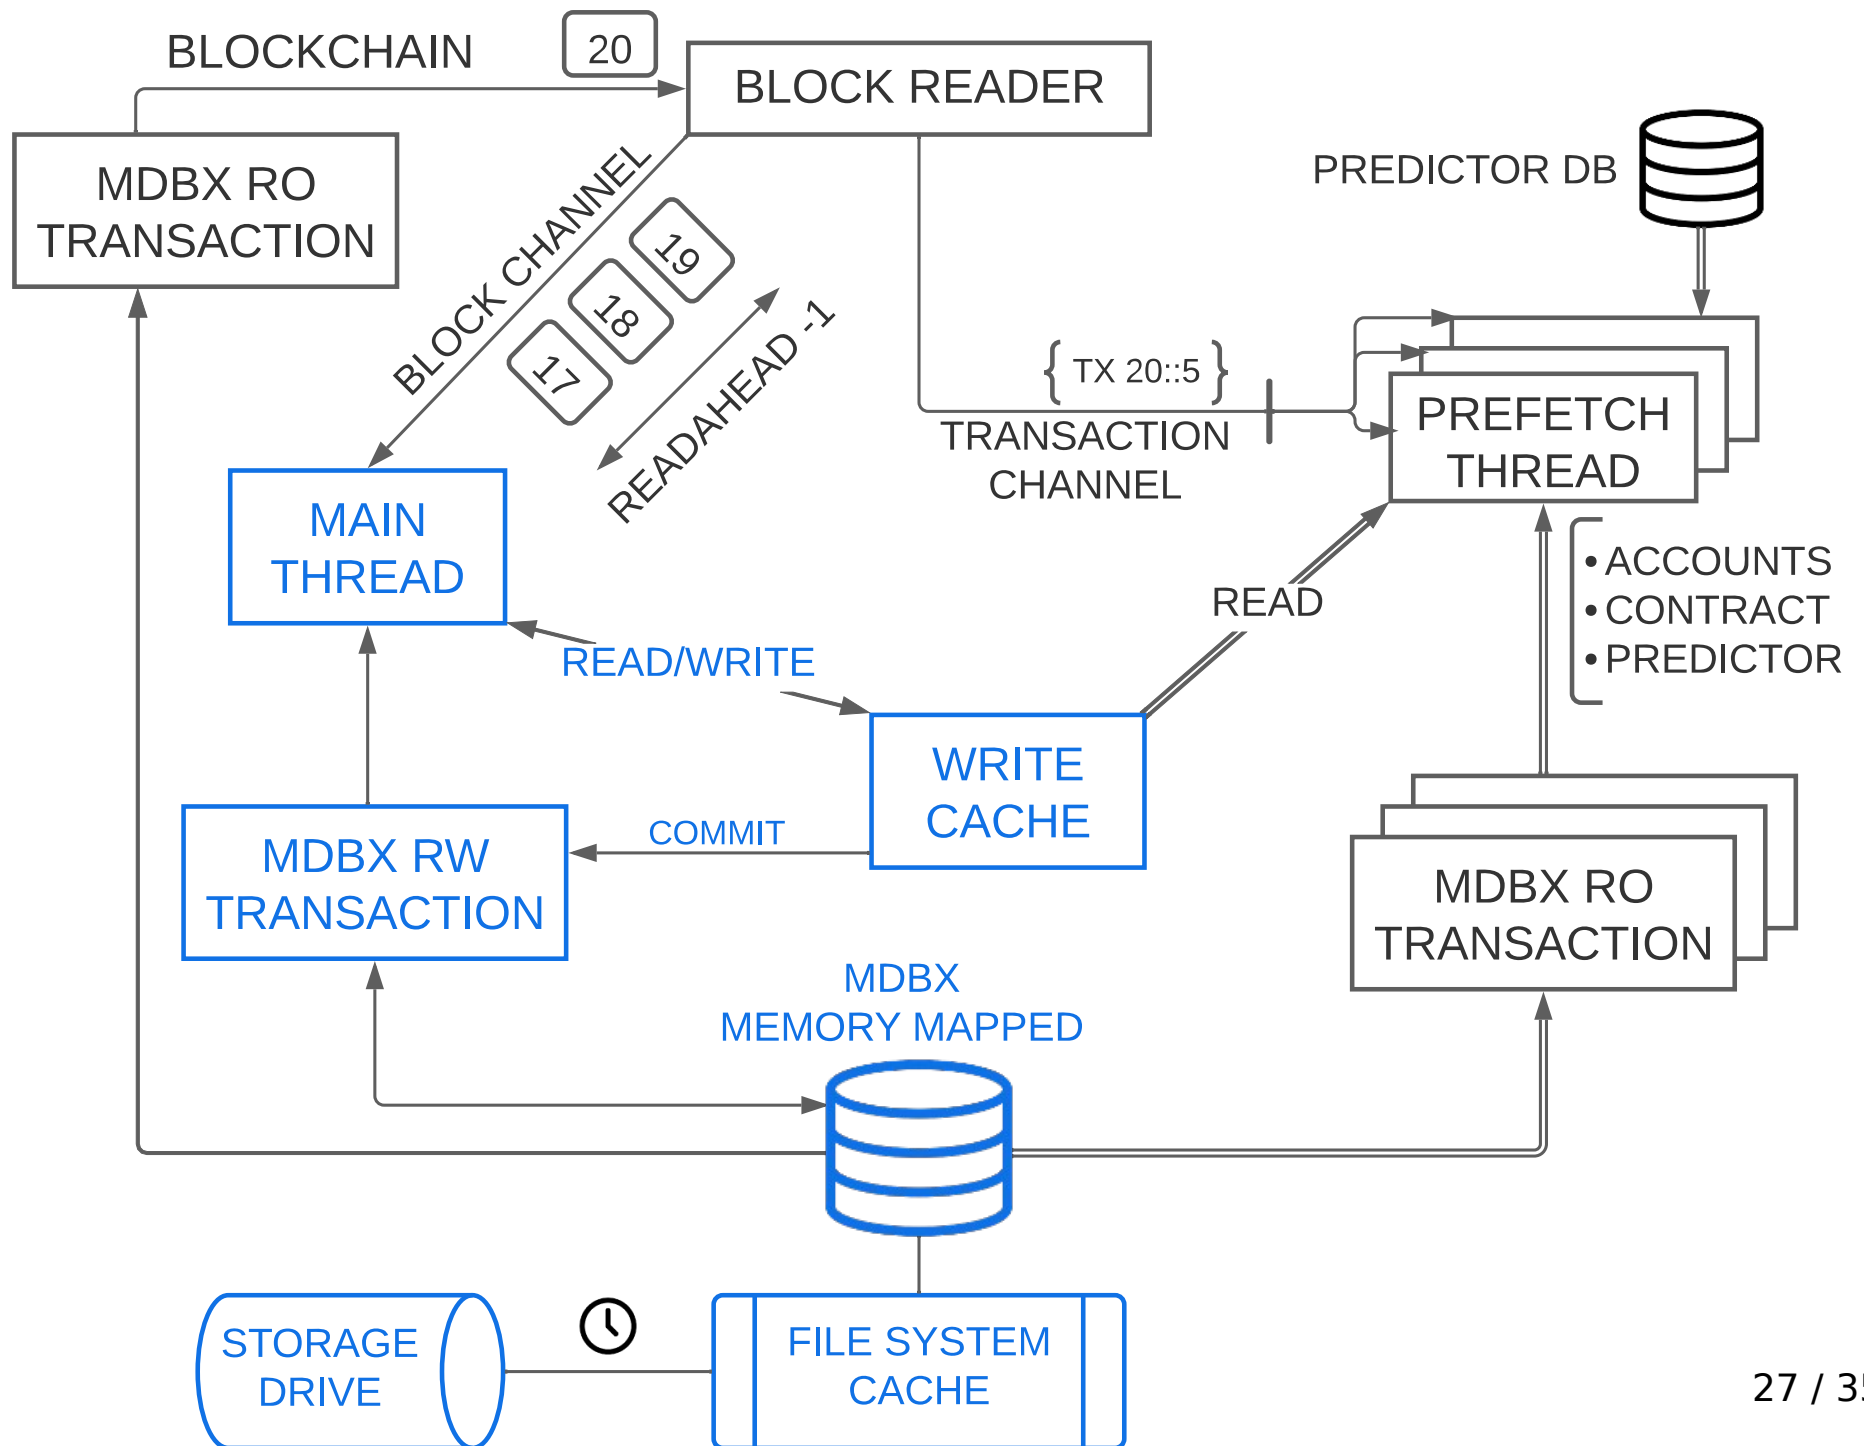 BLOCKCHAIN
20
BLOCK READER
MDBX RO
TRANSACTION
PREDICTOR DB
BLOCK CHANNEL
19
18
17
READAHEAD -1
{ TX 20::5 }
TRANSACTION
CHANNEL
PREFETCH
THREAD
MAIN
THREAD
READ/WRITE
READ
• ACCOUNTS
• CONTRACT
• PREDICTOR
WRITE
CACHE
COMMIT
MDBX RW
TRANSACTION
MDBX RO
TRANSACTION
MDBX
MEMORY MAPPED
STORAGE
DRIVE
FILE SYSTEM
CACHE
27 / 35